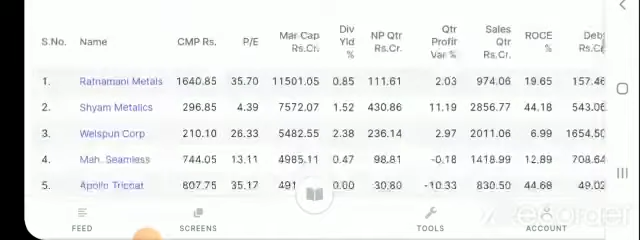 S.No. Name CMP Rs. P/E Mar Cap Rs.Cr. Div Yld % NP Qtr Rs.Cr. Qtr Profit Var % Sales Qtr Rs.Cr. ROCE % Debt Rs.Cr
1. Ratnamani Metals 1640.85 35.70 11501.05 0.85 111.61 2.03 974.06 19.65 157.46
2. Shyam Metalics 296.85 4.39 7572.07 1.52 430.86 11.19 2856.77 44.18 543.06
3. Welspun Corp 210.10 26.33 5482.55 2.38 236.14 2.97 2011.06 6.99 1654.50
4. Mah. Seamless 744.05 13.11 4985.11 0.47 98.81 -0.18 1418.99 12.89 708.64
5. Apollo Tricoat 807.75 35.17 491 0.00 30.80 -10.33 830.50 44.68 49.02
FEED SCREENS TOOLS ACCOUNT